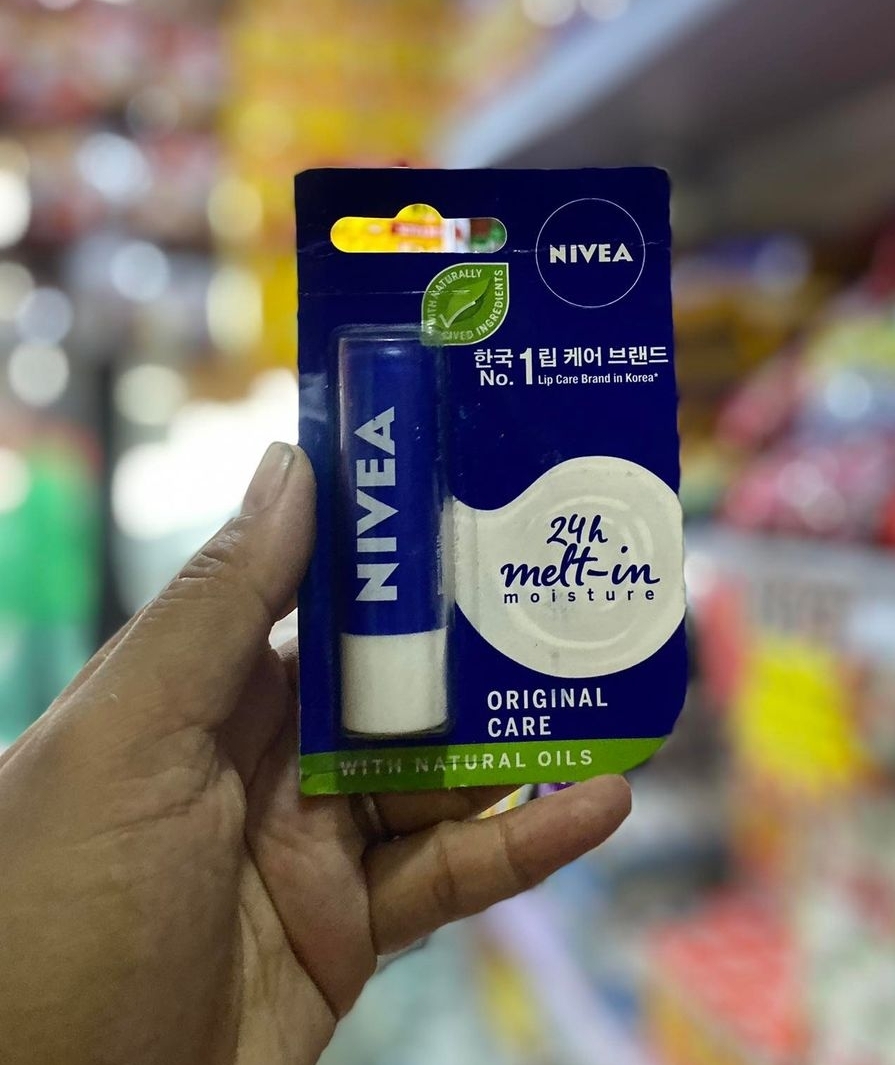 NIVEA
WITH NATURALLY
INGREDIENTS
한국 립 케어 브랜드
No. 1 Lip Care Brand in Korea*
NIVEA
24h
melt-in
moisture
ORIGINAL
CARE
WITH NATURAL OILS